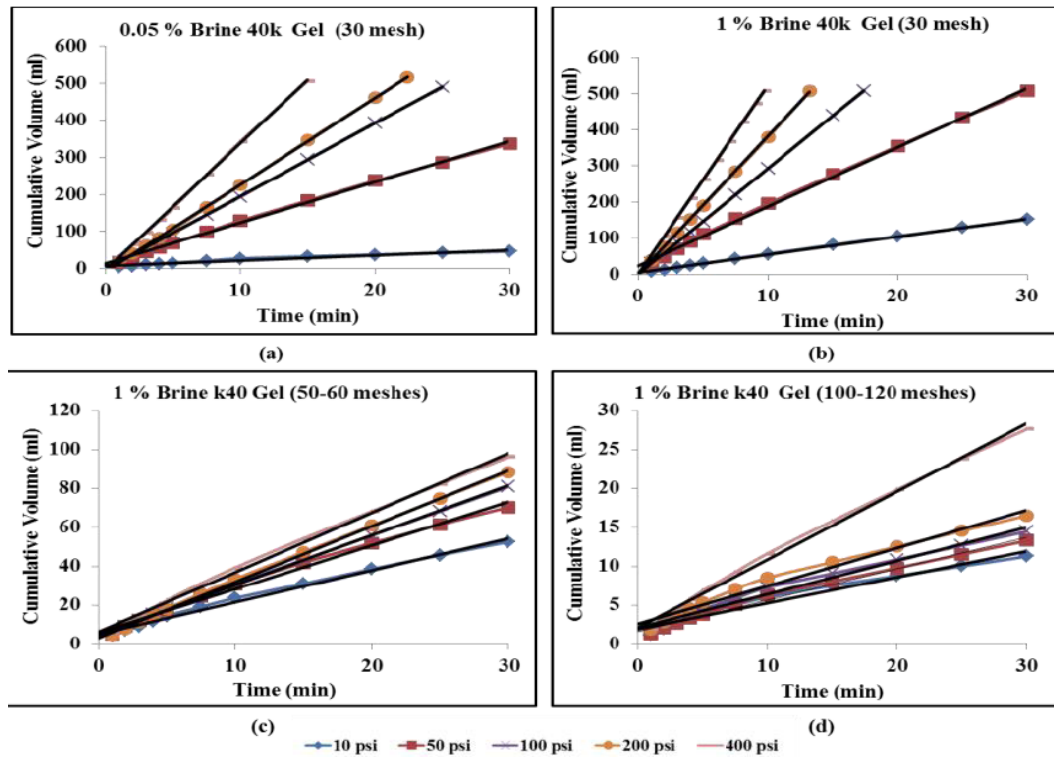 0.05 % Brine 40k Gel (30 mesh)
600
500
400
300
200
100
0
0
10
20
30
Cumulative Volume (ml)
Time (min)
(a)
1 % Brine 40k Gel (30 mesh)
600
500
400
300
200
100
0
0
10
20
30
Cumulative Volume (ml)
Time (min)
(b)
1 % Brine k40 Gel (50-60 meshes)
120
100
80
60
40
20
0
0
10
20
30
Cumulative Volume (ml)
Time (min)
(c)
1 % Brine k40 Gel (100-120 meshes)
30
25
20
15
10
5
0
0
10
20
30
Cumulative Volume (ml)
Time (min)
(d)
10 psi 50 psi 100 psi 200 psi 400 psi